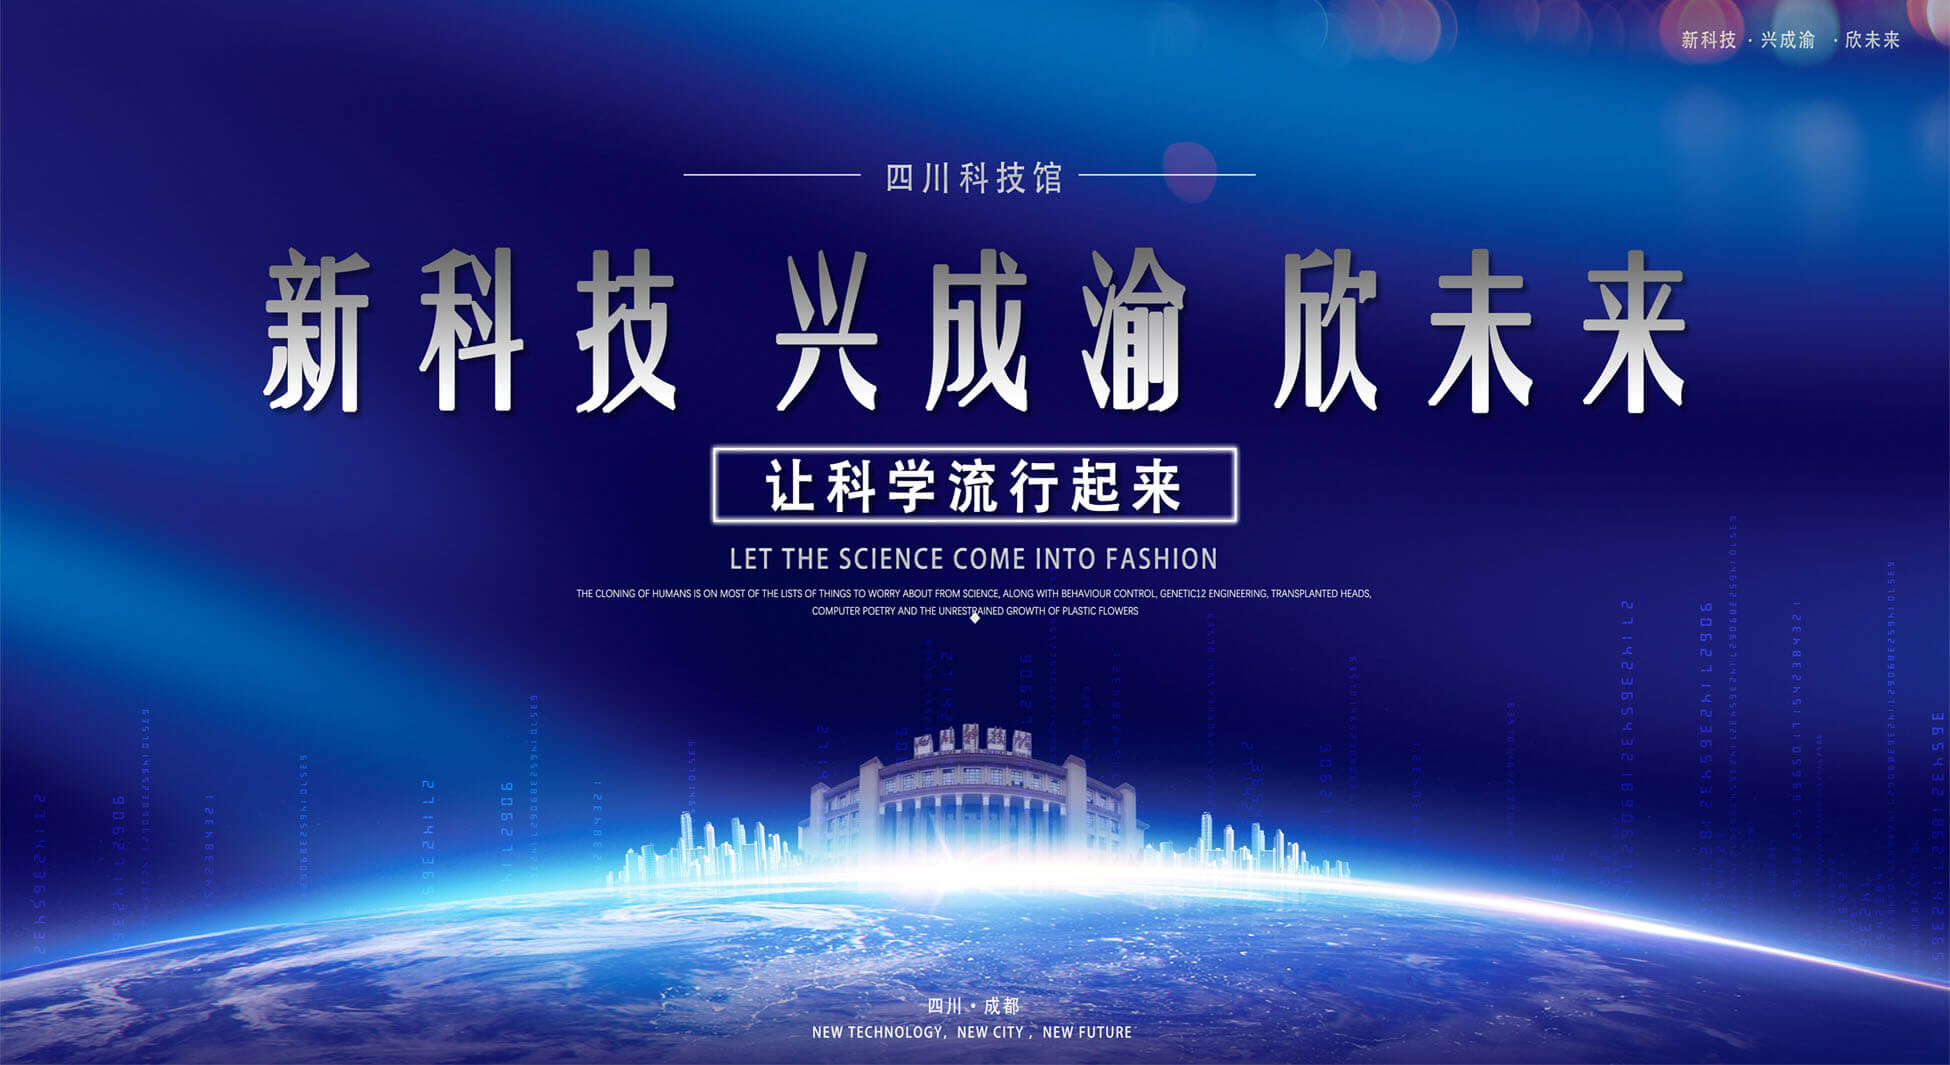 新科技 · 兴成渝 · 欣未来
四川科技馆
新科技 兴成渝 欣未来
让科学流行起来
LET THE SCIENCE COME INTO FASHION
THE CLONING OF HUMANS IS ON MOST OF THE LISTS OF THINGS TO WORRY ABOUT FROM SCIENCE, ALONG WITH BEHAVIOUR CONTROL, GENETIC12 ENGINEERING, TRANSPLANTED HEADS,
COMPUTER POETRY AND THE UNRESTRAINED GROWTH OF PLASTIC FLOWERS
四川 · 成都
NEW TECHNOLOGY, NEW CITY , NEW FUTURE